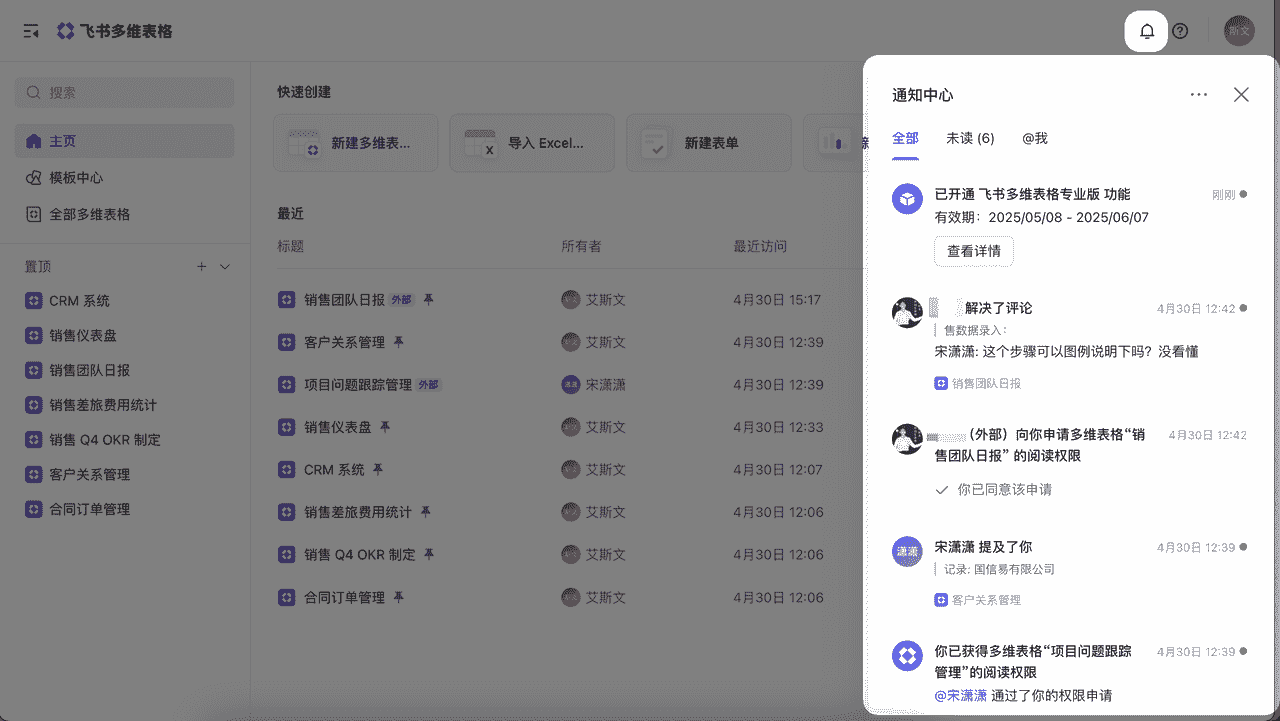 飞书多维表格
斯文
搜索
主页
模板中心
全部多维表格
置顶
CRM 系统
销售仪表盘
销售团队日报
销售差旅费用统计
销售 Q4 OKR 制定
客户关系管理
合同订单管理
快速创建
新建多维表...
导入 Excel...
新建表单
最近
标题 所有者 最近访问
销售团队日报 外部 艾斯文 4月30日 15:17
客户关系管理 艾斯文 4月30日 12:39
项目问题跟踪管理 外部 宋潇潇 4月30日 12:39
销售仪表盘 艾斯文 4月30日 12:33
CRM 系统 艾斯文 4月30日 12:07
销售差旅费用统计 艾斯文 4月30日 12:06
销售 Q4 OKR 制定 艾斯文 4月30日 12:06
合同订单管理 艾斯文 4月30日 12:06
通知中心
全部 未读 (6) @我
已开通 飞书多维表格专业版 功能 刚刚
有效期：2025/05/08 - 2025/06/07
查看详情
解决了评论 4月30日 12:42
售数据录入：
宋潇潇: 这个步骤可以图例说明下吗？没看懂
销售团队日报
（外部）向你申请多维表格“销 4月30日 12:42
售团队日报” 的阅读权限
你已同意该申请
潇潇
宋潇潇 提及了你 4月30日 12:39
记录: 国信易有限公司
客户关系管理
你已获得多维表格“项目问题跟踪 4月30日 12:39
管理”的阅读权限
@宋潇潇 通过了你的权限申请